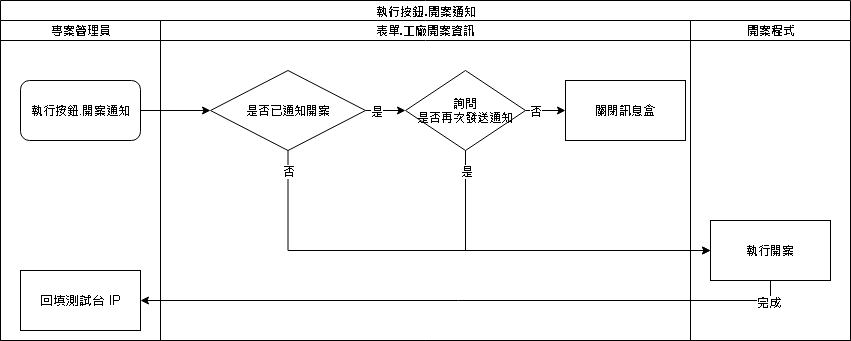 執行按鈕.開案通知
專案管理員
表單.工廠開案資訊
開案程式
執行按鈕.開案通知
是否已通知開案
是
詢問
是否再次發送通知
否
關閉訊息盒
否
是
執行開案
回填測試台 IP
完成